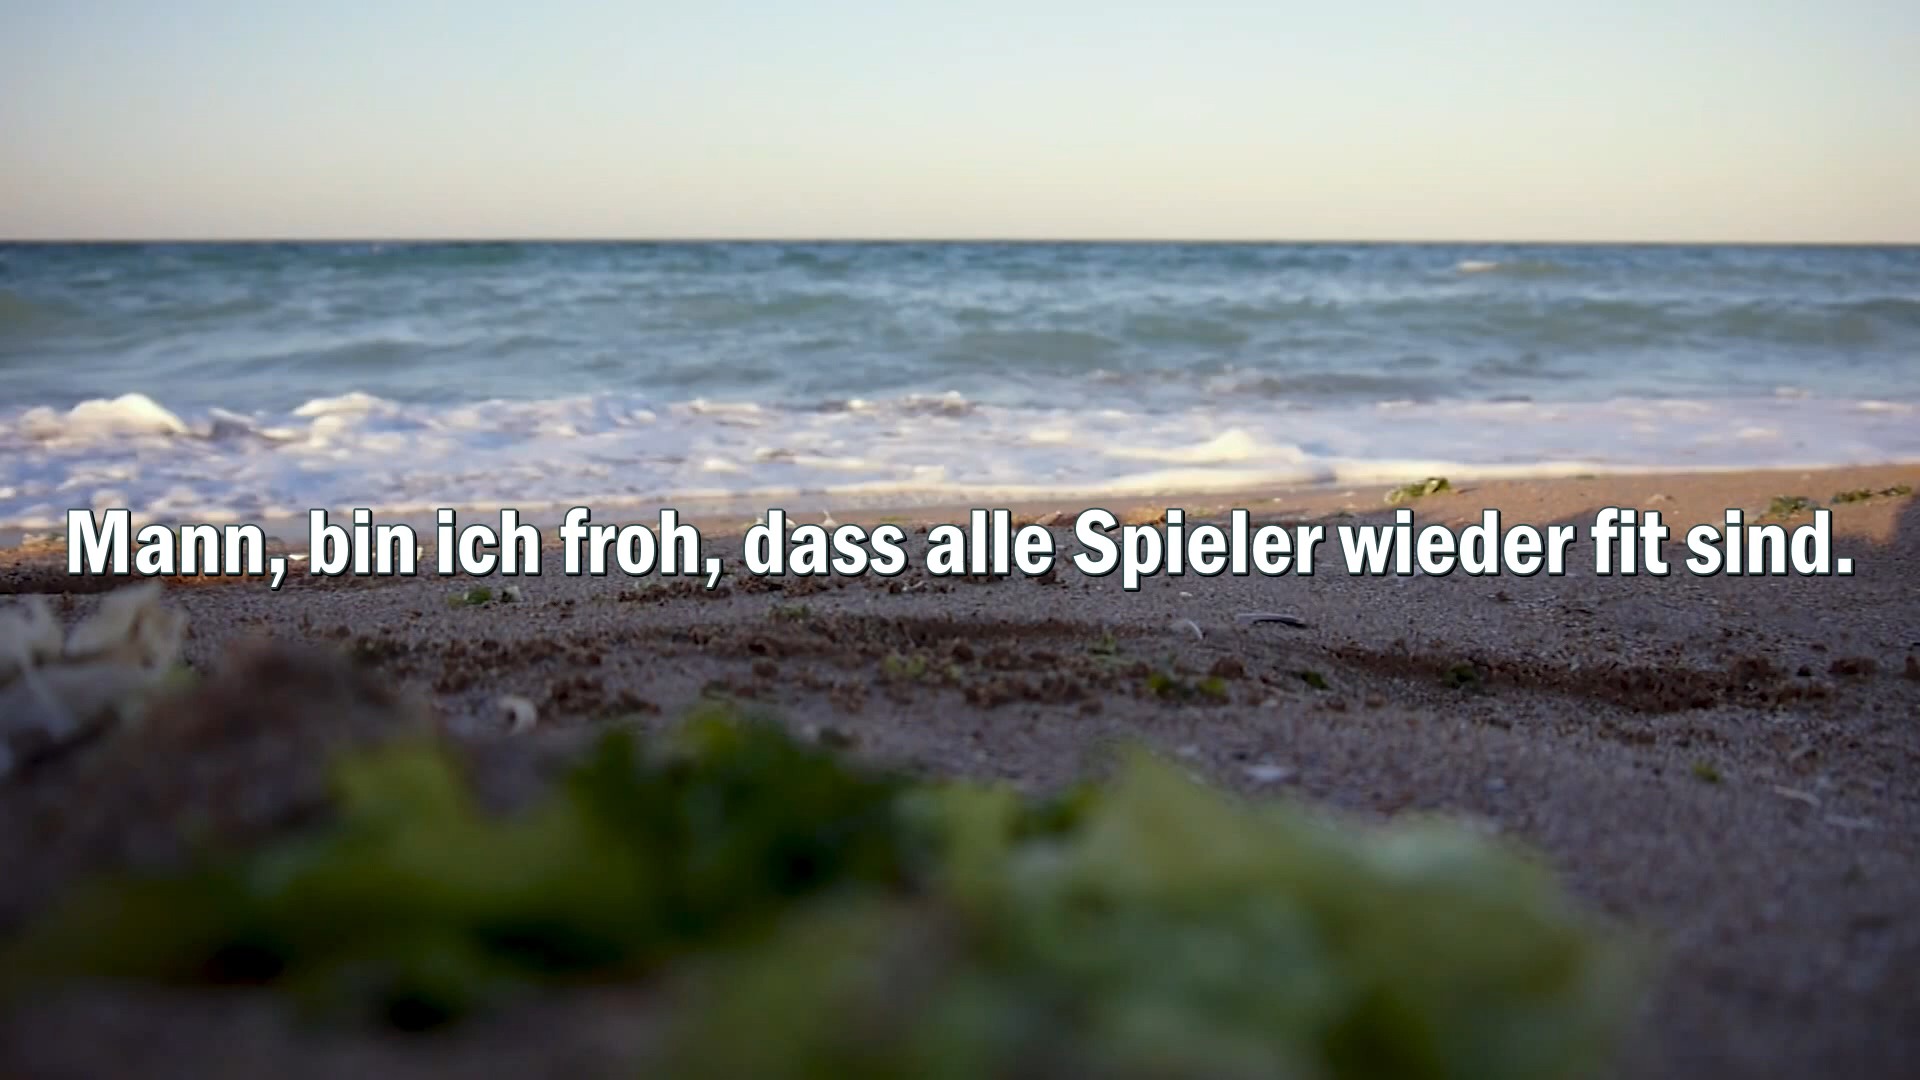 Mann, bin ich froh, dass alle Spieler wieder fit sind.